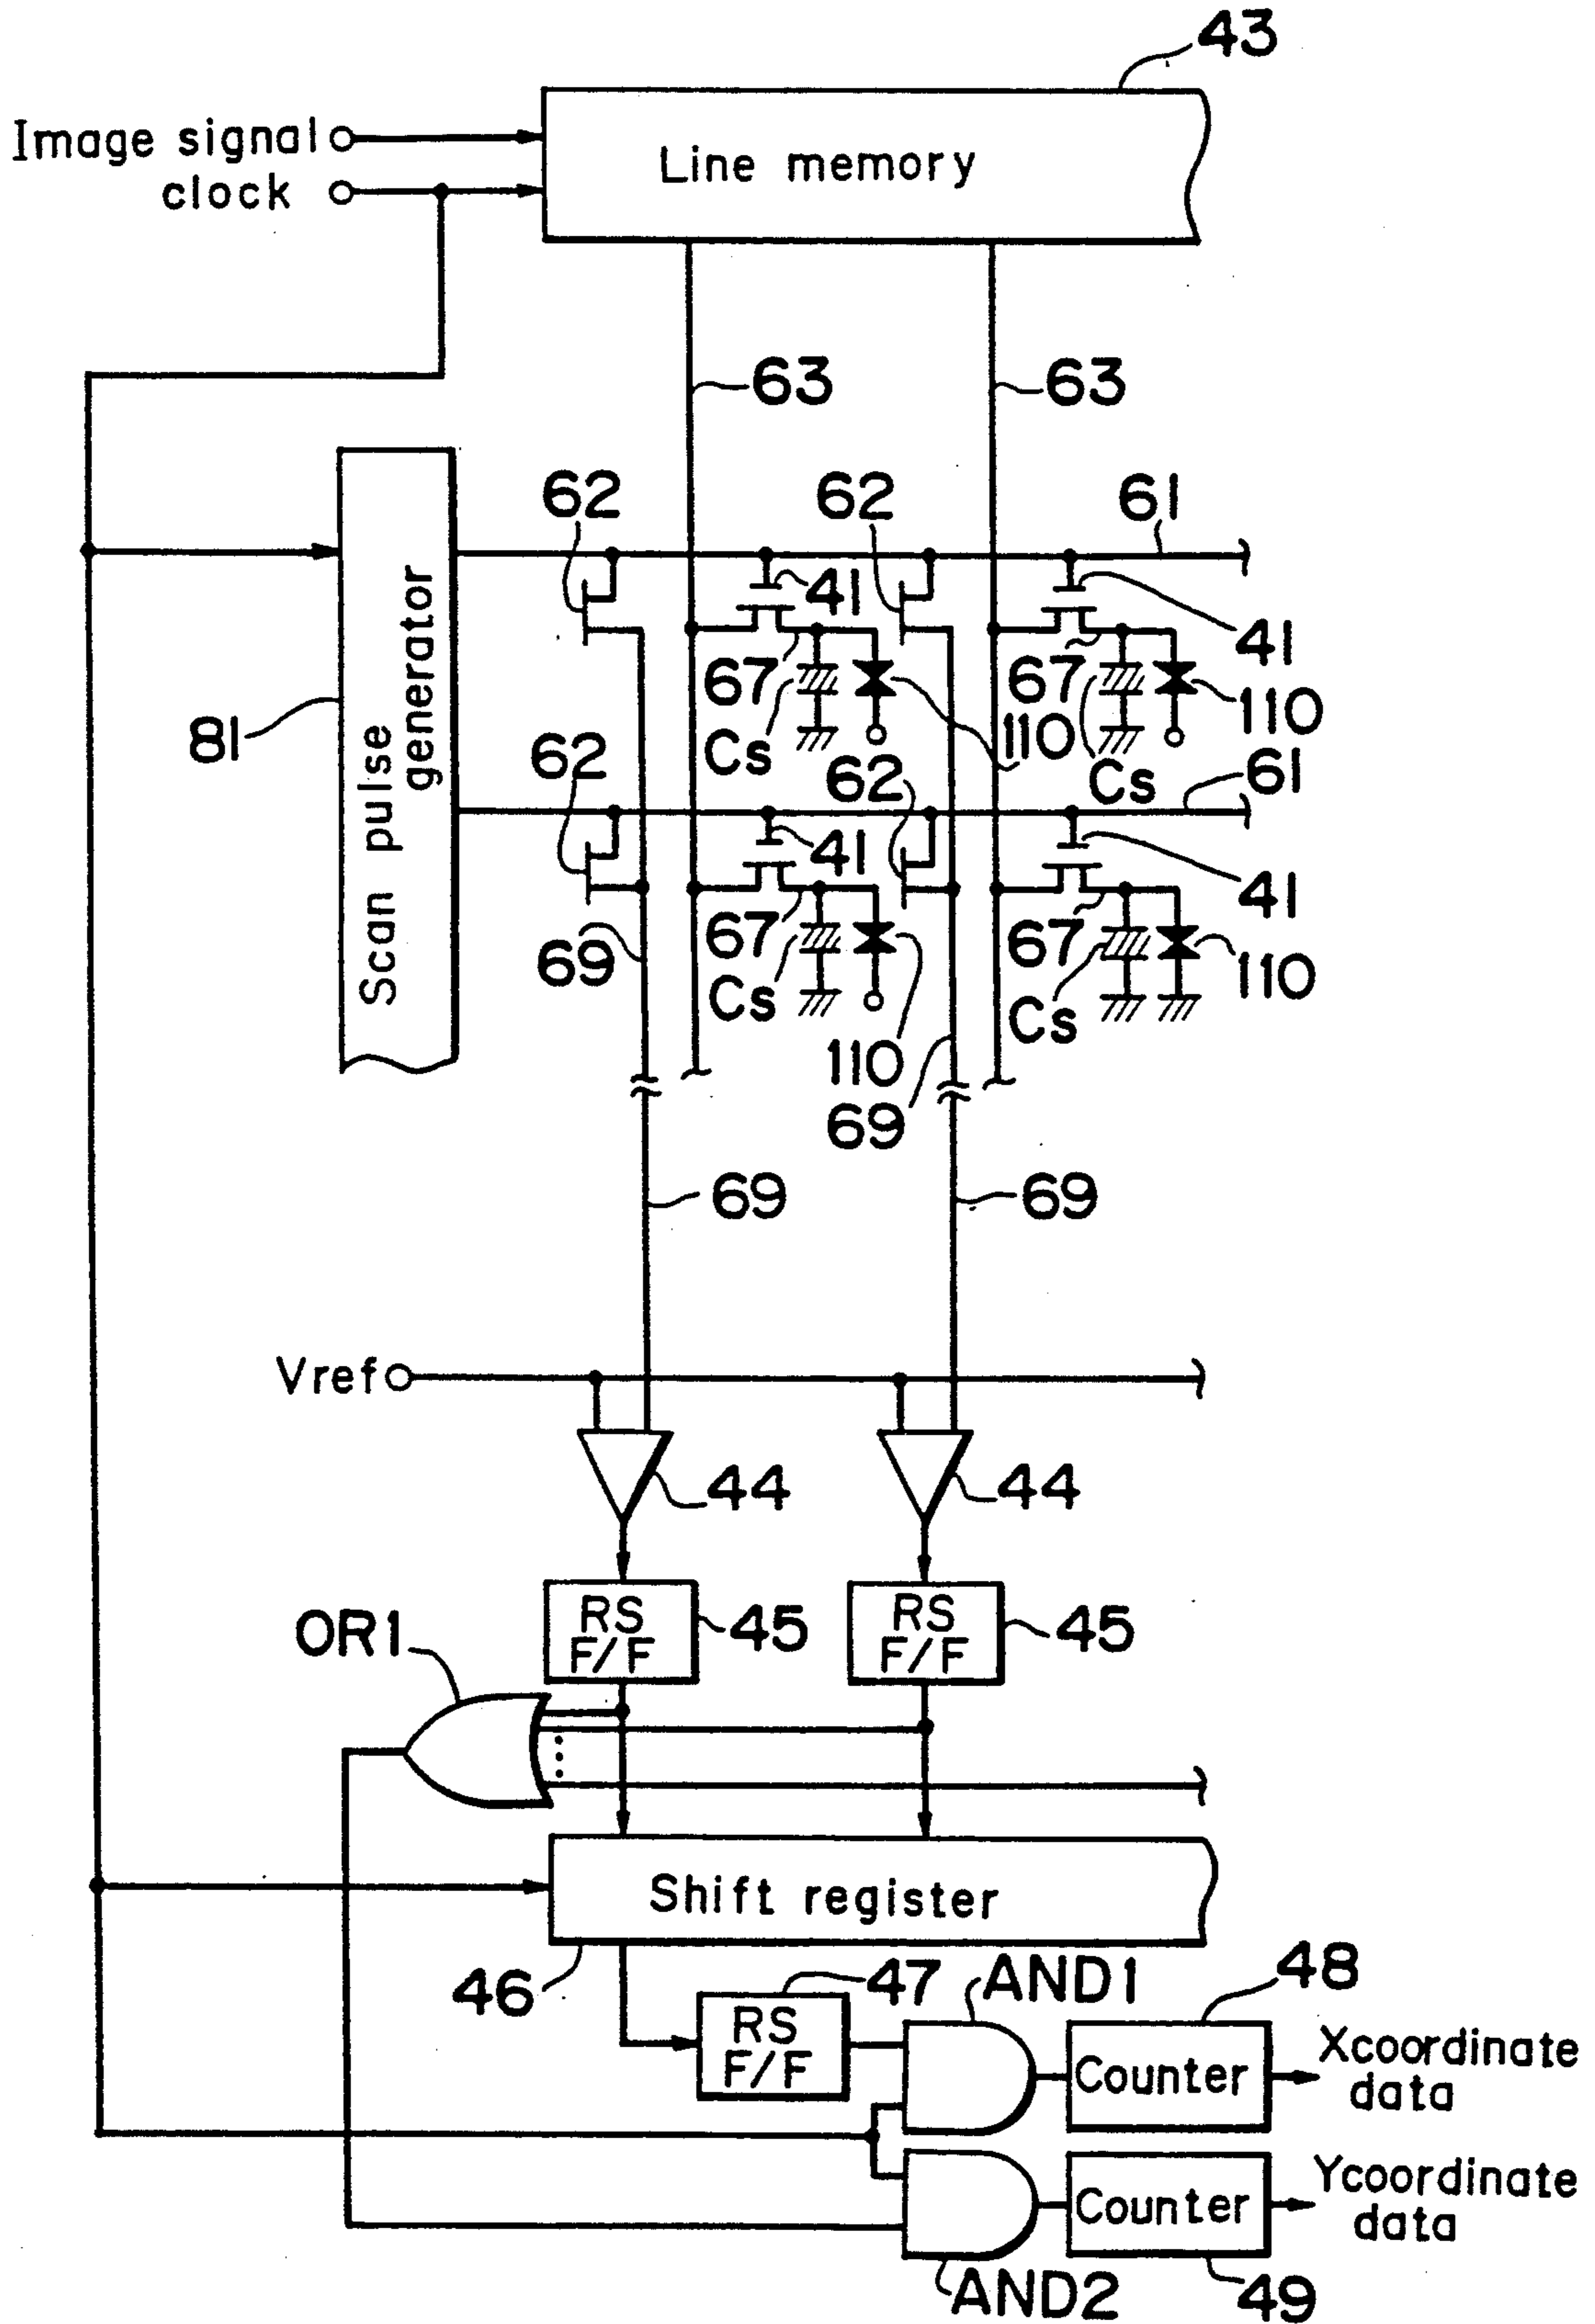 43
Image signal
clock
Line memory
63
63
62
62
61
41
41
67
67
110
110
Cs
Cs
81
Scan pulse
generator
62
62
61
41
41
67
67
69
Cs
Cs
110
110
69
69
69
Vref
44
44
RS
F/F
45
RS
F/F
45
OR1
Shift register
46
47
AND1
48
RS
F/F
Counter
Xcoordinate
data
Counter
Ycoordinate
data
AND2
49